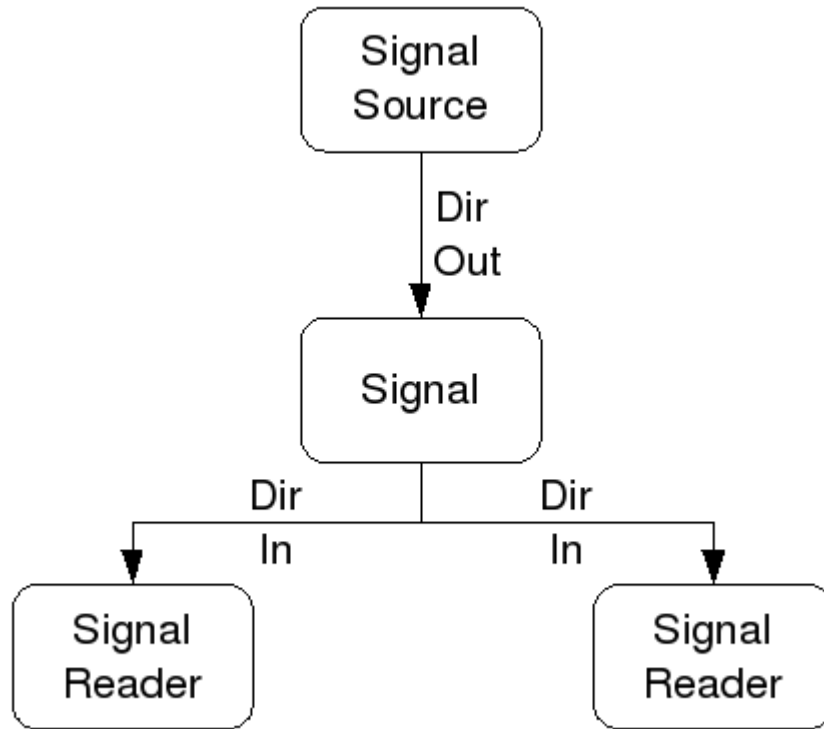 Signal
Source
Dir
Out
Signal
Dir
Dir
In
In
Signal
Reader
Signal
Reader